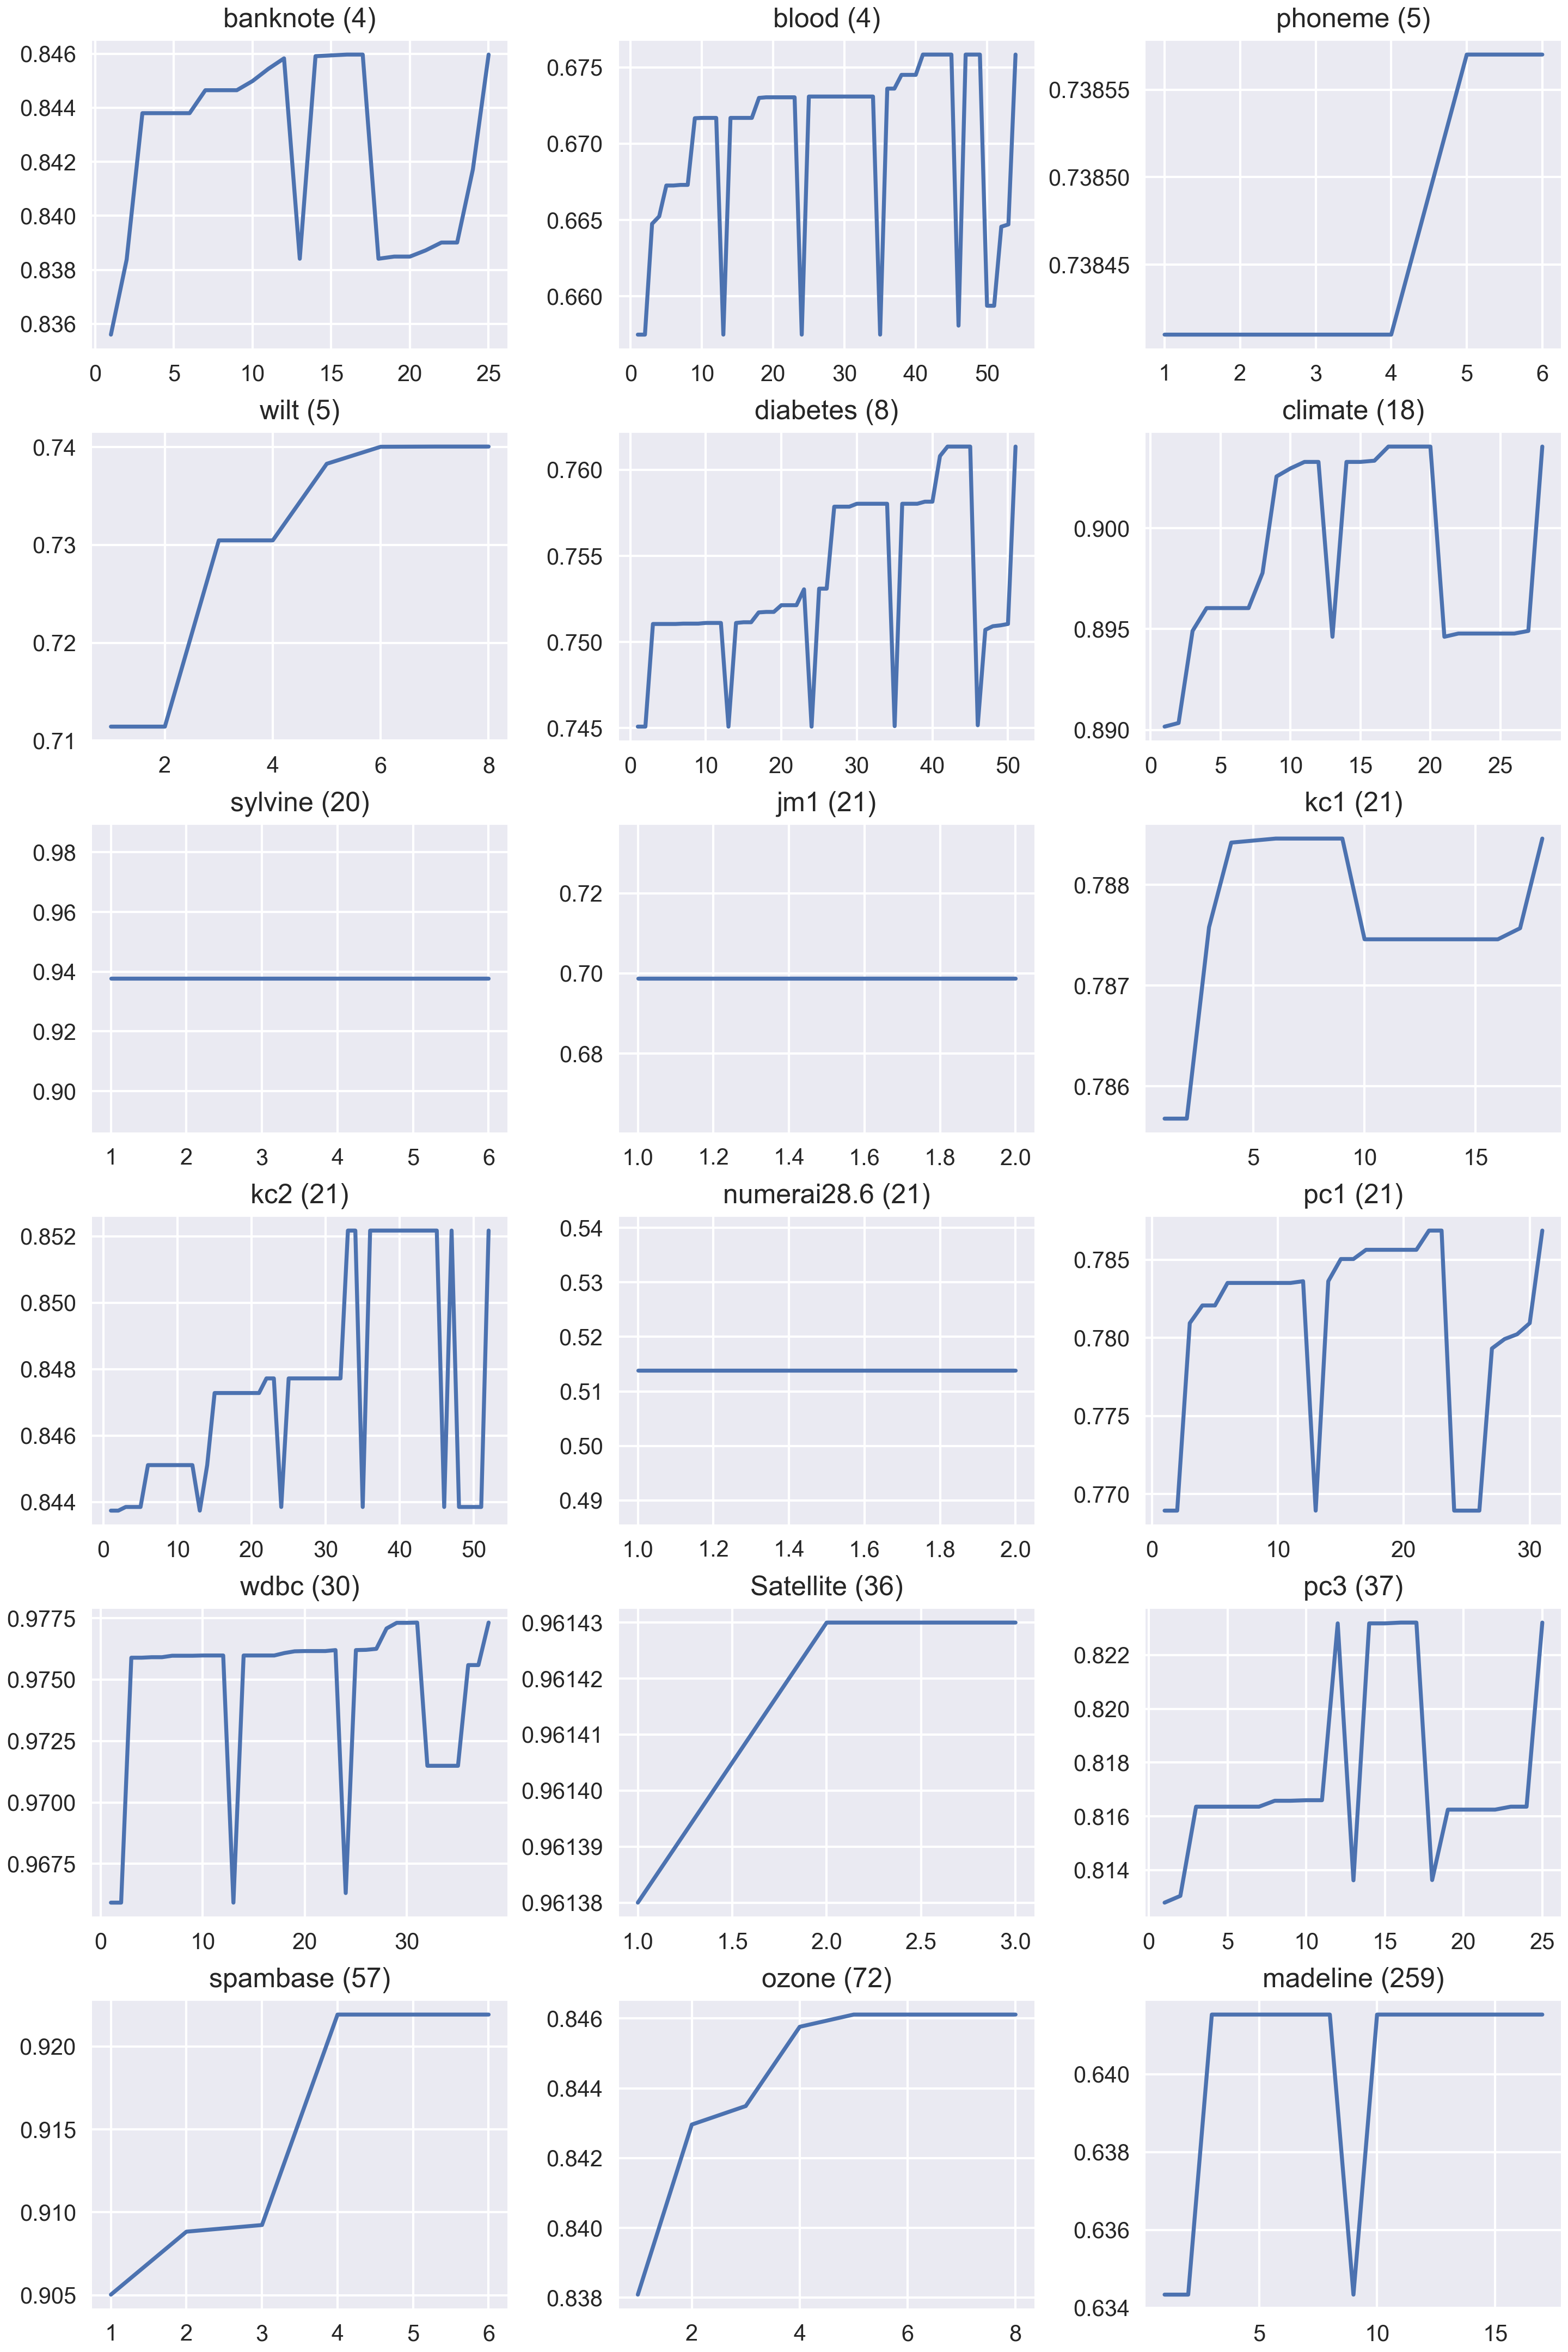 banknote (4)
0.846
0.844
0.842
0.840
0.838
0.836
0 5 10 15 20 25
blood (4)
0.675
0.670
0.665
0.660
0 10 20 30 40 50
phoneme (5)
0.73855
0.73850
0.73845
1 2 3 4 5 6
wilt (5)
0.74
0.73
0.72
0.71
2 4 6 8
diabetes (8)
0.760
0.755
0.750
0.745
0 10 20 30 40 50
climate (18)
0.900
0.895
0.890
0 5 10 15 20 25
sylvine (20)
0.98
0.96
0.94
0.92
0.90
1 2 3 4 5 6
jm1 (21)
0.72
0.70
0.68
1.0 1.2 1.4 1.6 1.8 2.0
kc1 (21)
0.788
0.787
0.786
5 10 15
kc2 (21)
0.852
0.850
0.848
0.846
0.844
0 10 20 30 40 50
numerai28.6 (21)
0.54
0.53
0.52
0.51
0.50
0.49
1.0 1.2 1.4 1.6 1.8 2.0
pc1 (21)
0.785
0.780
0.775
0.770
0 10 20 30
wdbc (30)
0.9775
0.9750
0.9725
0.9700
0.9675
0 10 20 30
Satellite (36)
0.96143
0.96142
0.96141
0.96140
0.96139
0.96138
1.0 1.5 2.0 2.5 3.0
pc3 (37)
0.822
0.820
0.818
0.816
0.814
0 5 10 15 20 25
spambase (57)
0.920
0.915
0.910
0.905
1 2 3 4 5 6
ozone (72)
0.846
0.844
0.842
0.840
0.838
2 4 6 8
madeline (259)
0.640
0.638
0.636
0.634
5 10 15